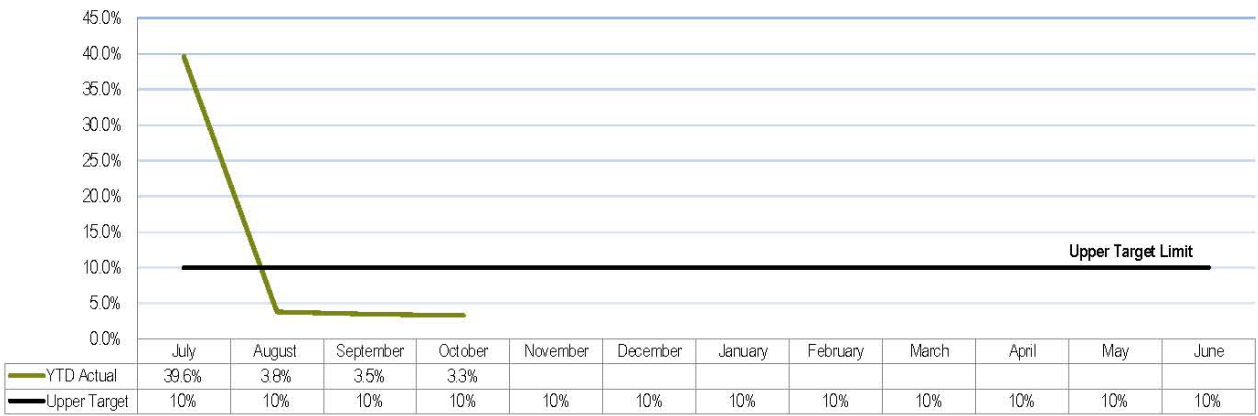 45.0%
40.0%
35.0%
30.0%
25.0%
20.0%
15.0%
10.0%
5.0%
0.0%
Upper Target Limit
July August September October November December January February March April May June
YTD Actual 39.6% 3.8% 3.5% 3.3%
Upper Target 10% 10% 10% 10% 10% 10% 10% 10% 10% 10% 10% 10%